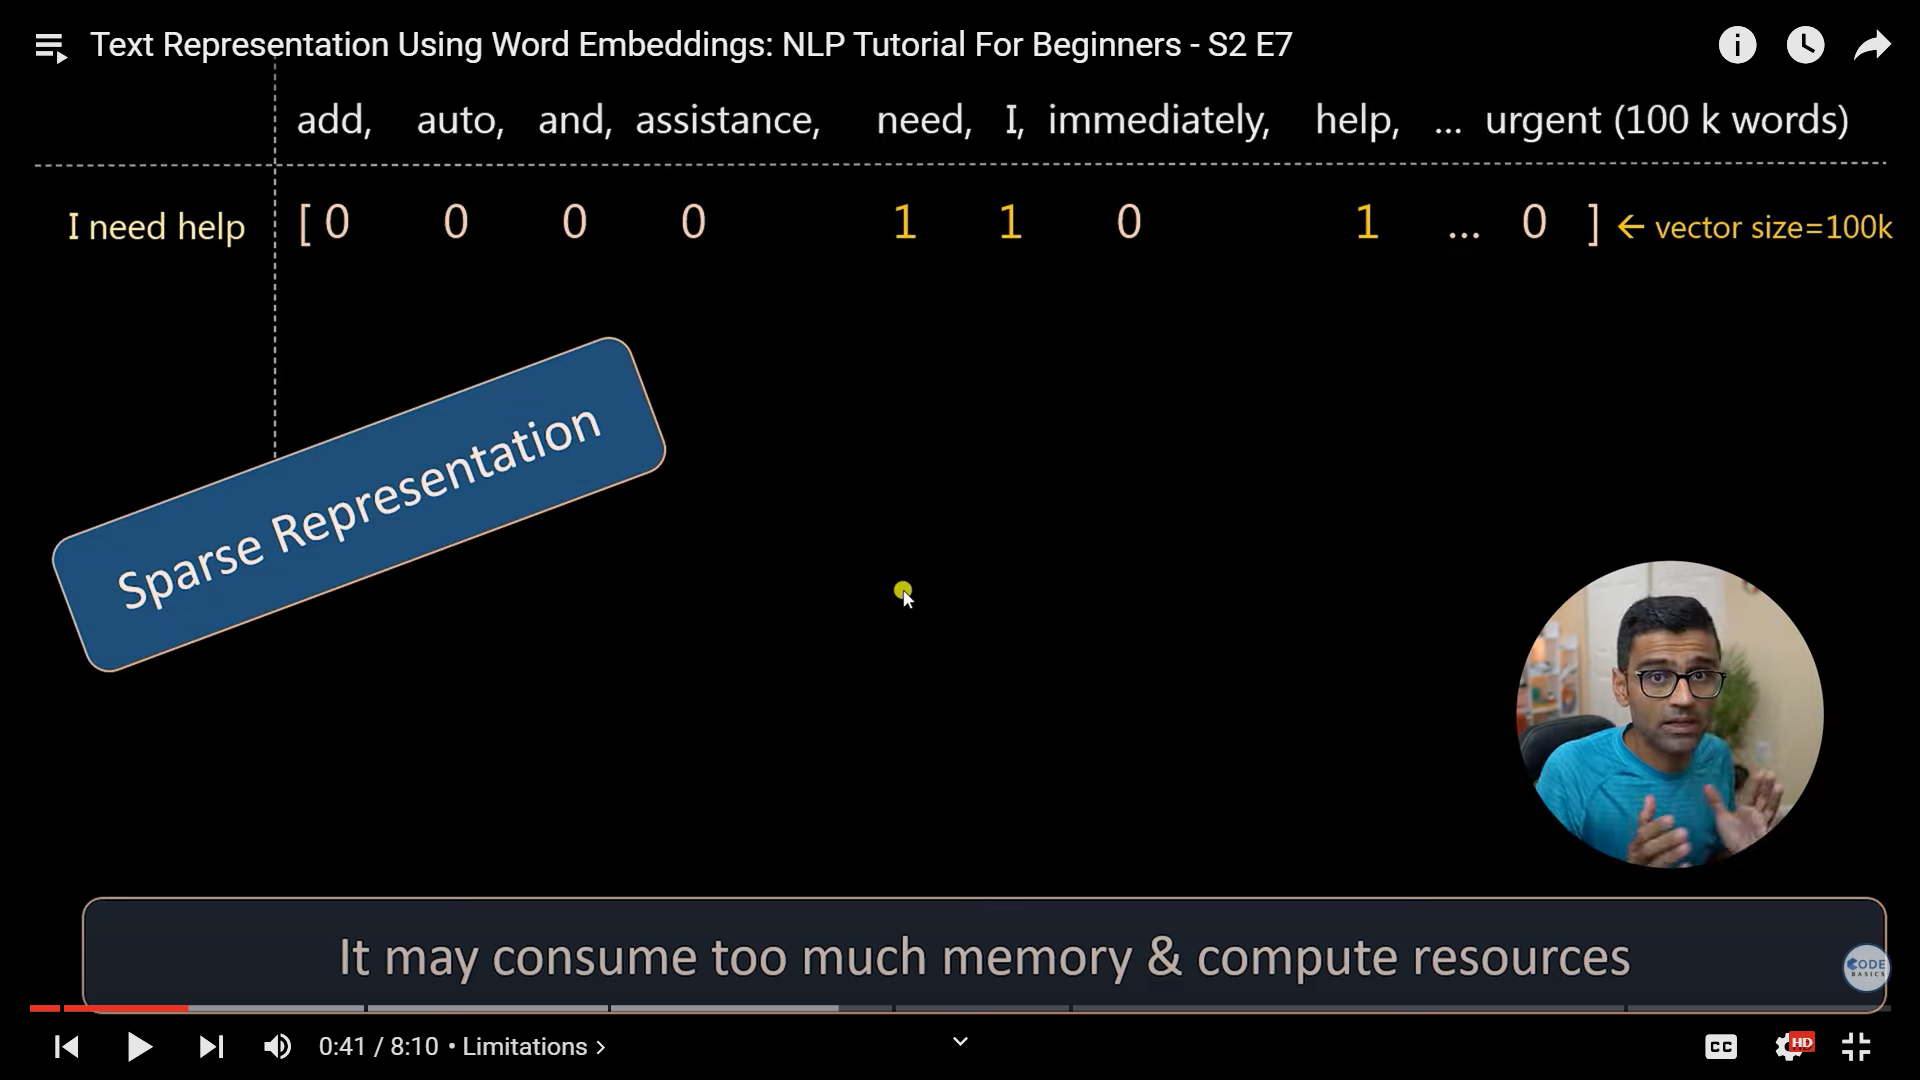 Text Representation Using Word Embeddings: NLP Tutorial For Beginners - S2 E7
add, auto, and, assistance, need, I, immediately, help, ... urgent (100 k words)
I need help [ 0 0 0 0 1 1 0 1 ... 0 ] ← vector size=100k
Sparse Representation
It may consume too much memory & compute resources
CODE
BASICS
0:41 / 8:10 • Limitations >
CC
HD